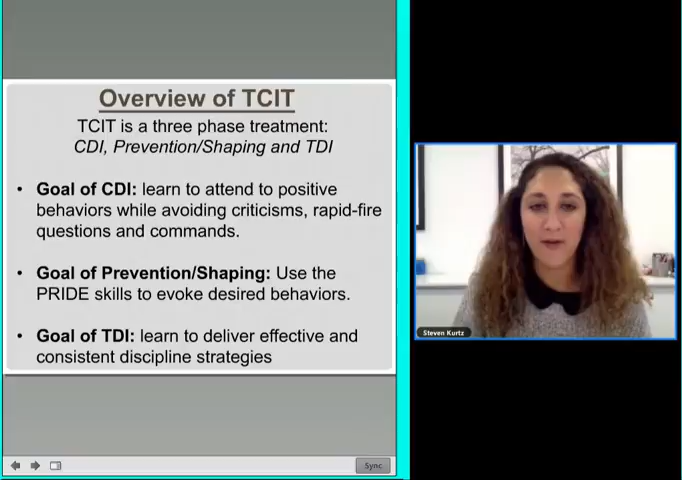 Overview of TCIT
TCIT is a three phase treatment:
CDI, Prevention/Shaping and TDI
• Goal of CDI: learn to attend to positive
behaviors while avoiding criticisms, rapid-fire
questions and commands.
• Goal of Prevention/Shaping: Use the
PRIDE skills to evoke desired behaviors.
• Goal of TDI: learn to deliver effective and
consistent discipline strategies
Steven Kurtz
Sync